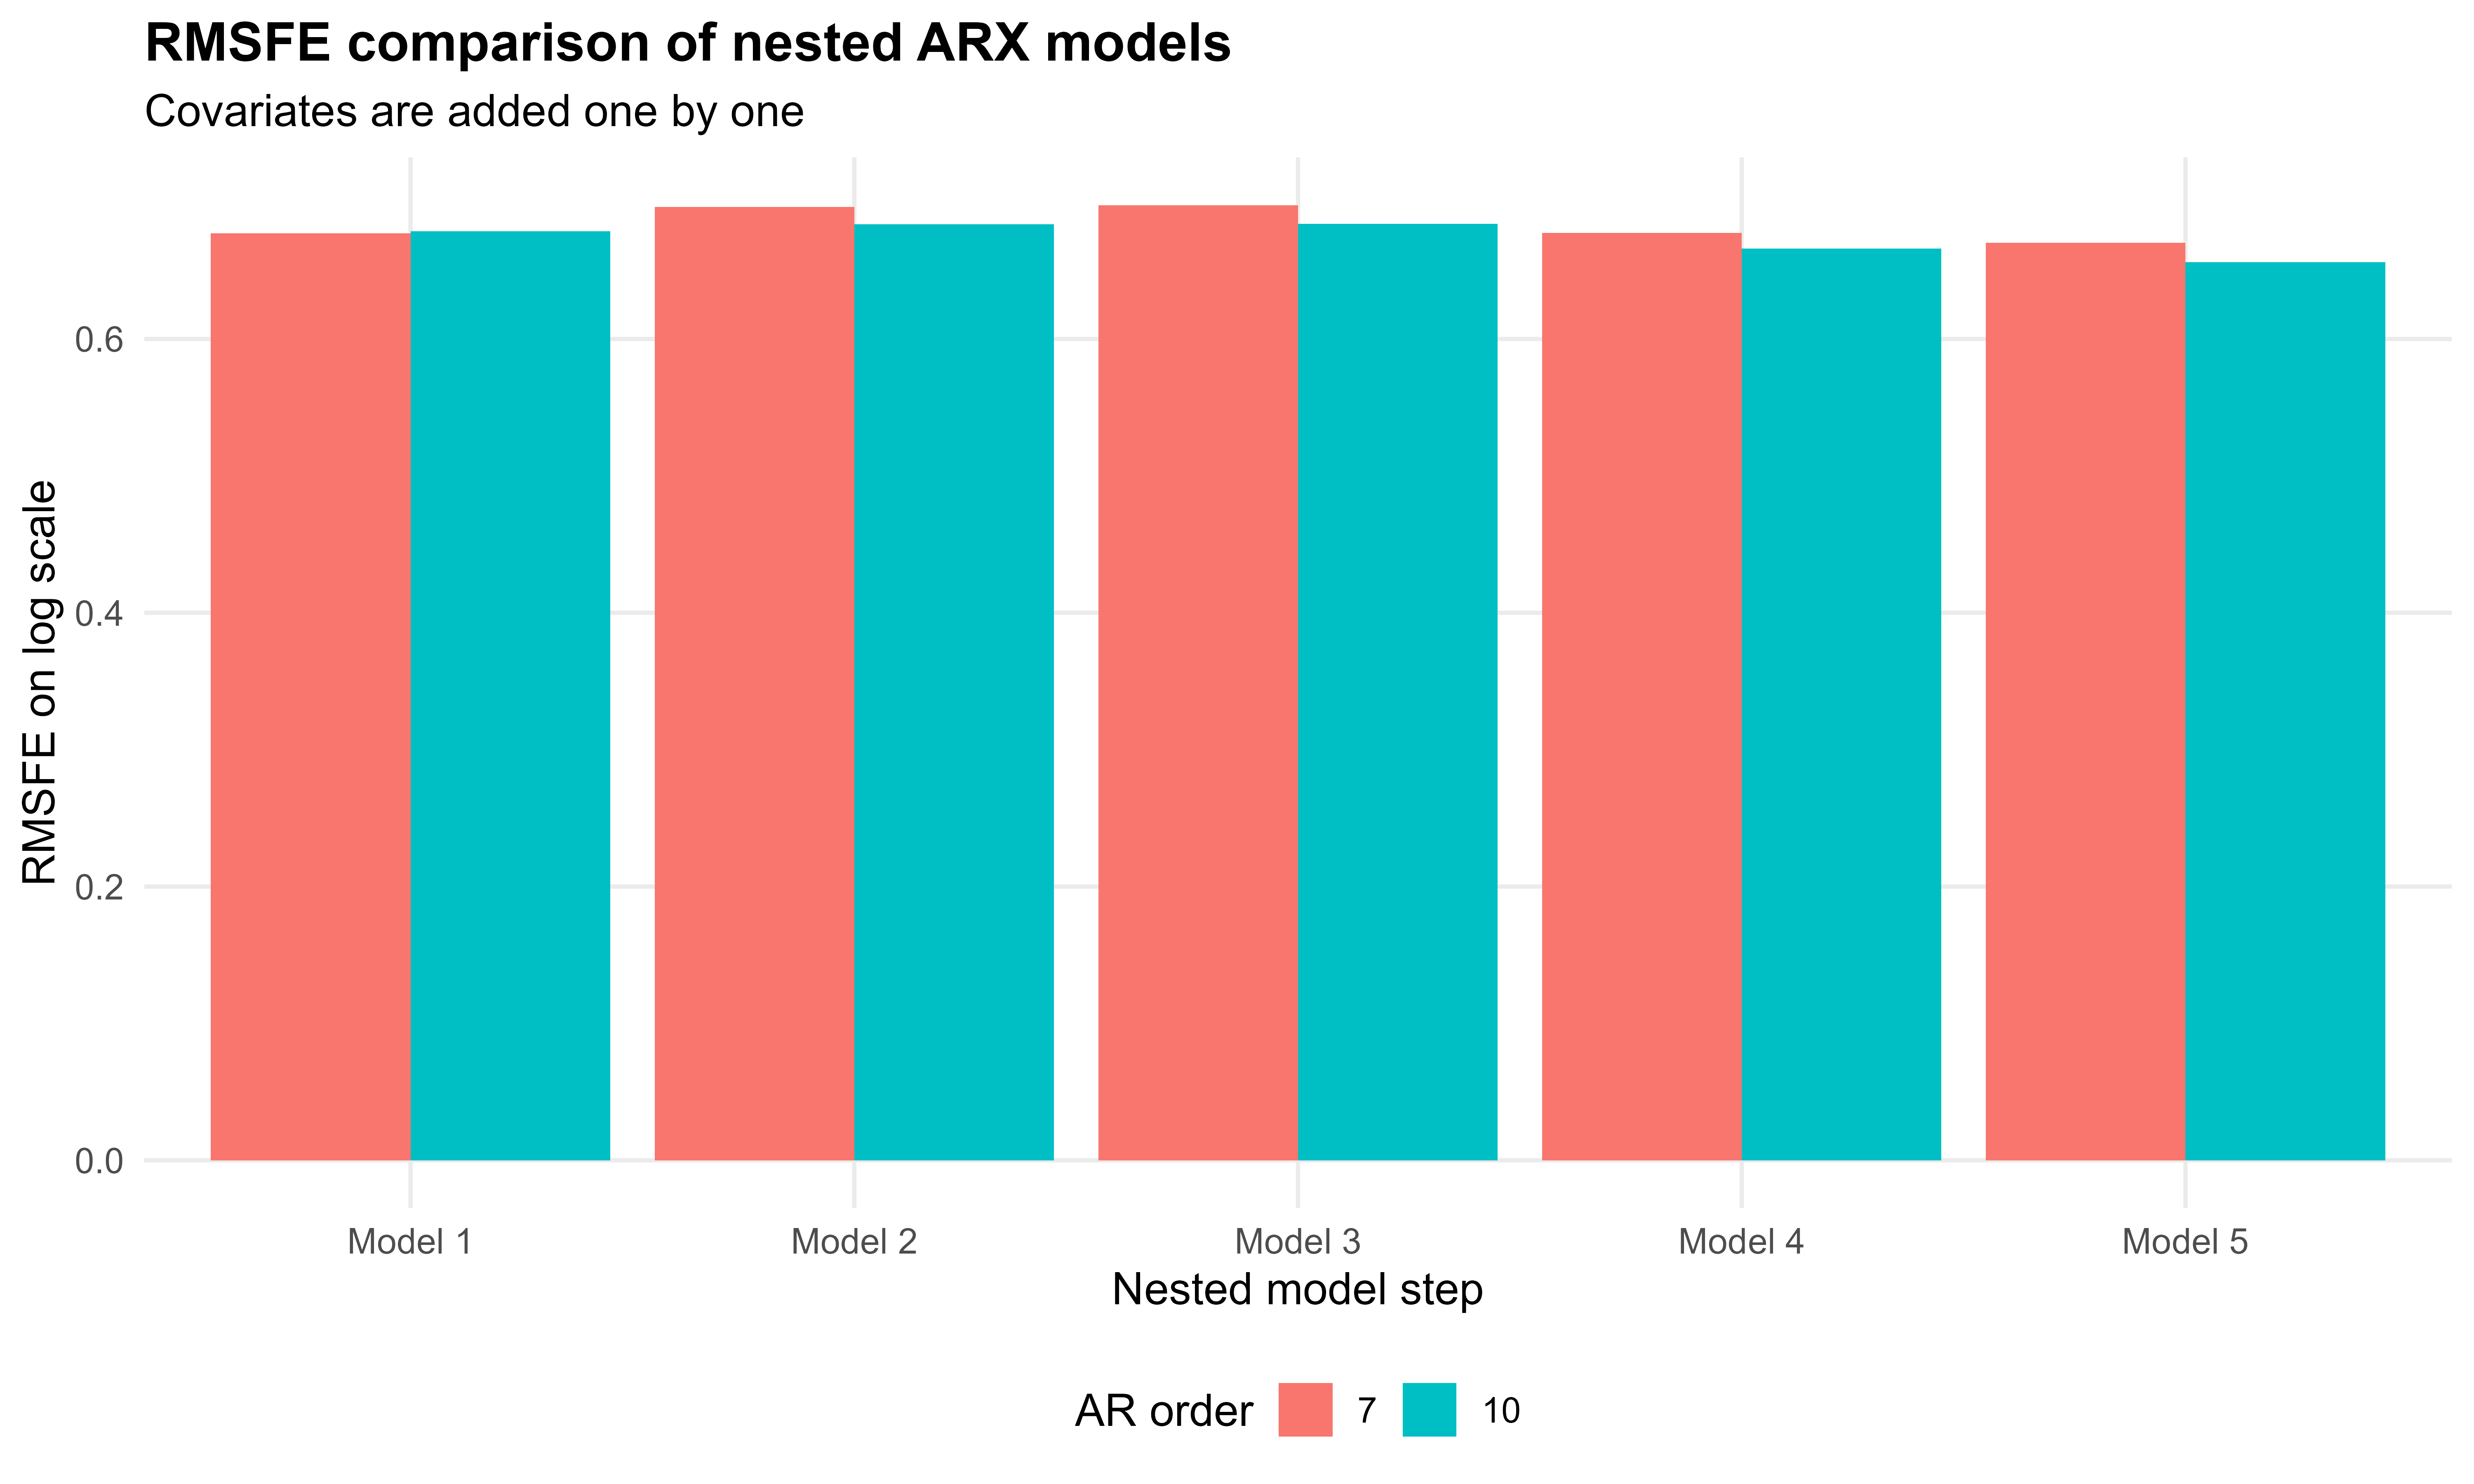 RMSFE comparison of nested ARX models
Covariates are added one by one
RMSFE on log scale
0.6
0.4
0.2
0.0
Model 1
Model 2
Model 3
Model 4
Model 5
Nested model step
AR order
7
10